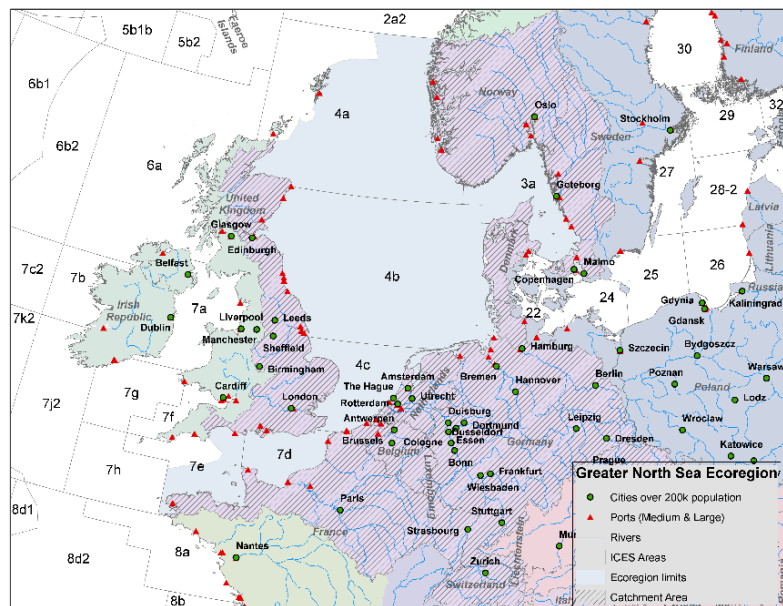 2a2
5b1b
5b2
Faeroe
Islands
30
Finland
6b1
Norway
Oslo
Stockholm
29
32
4a
Sweden
6b2
6a
27
3a
Goteborg
28-2
United
Kingdom
Latvia
Glasgow
Edinburgh
Denmark
Lithuania
7c2
7b
Belfast
4b
Malmo
Copenhagen
25
26
24
Russia
7a
22
Gdynia
Kaliningrad
Irish
Republic
Gdansk
7k2
Dublin
Liverpool
Leeds
Manchester
Sheffield
4c
Hamburg
Szczecin
Bydgoszcz
Birmingham
Amsterdam
Bremen
Berlin
Poznan
Warsaw
7g
Cardiff
The Hague
Utrecht
Netherlands
Hannover
Poland
Lodz
7j2
London
Rotterdam
7f
Antwerpen
Duisburg
Dortmund
Leipzig
Wroclaw
Brussels
Cologne
Dusseldorf
Essen
Germany
Dresden
Belgium
Bonn
Katowice
7h
7e
7d
Luxembourg
Prague
Frankfurt
Wiesbaden
8d1
Paris
Stuttgart
France
Strasbourg
8d2
8a
Nantes
Liechtenstein
Mun
Zurich
Switzerland
Ital
8b
Greater North Sea Ecoregion
Cities over 200k population
Ports (Medium & Large)
Rivers
ICES Areas
Ecoregion limits
Catchment Area